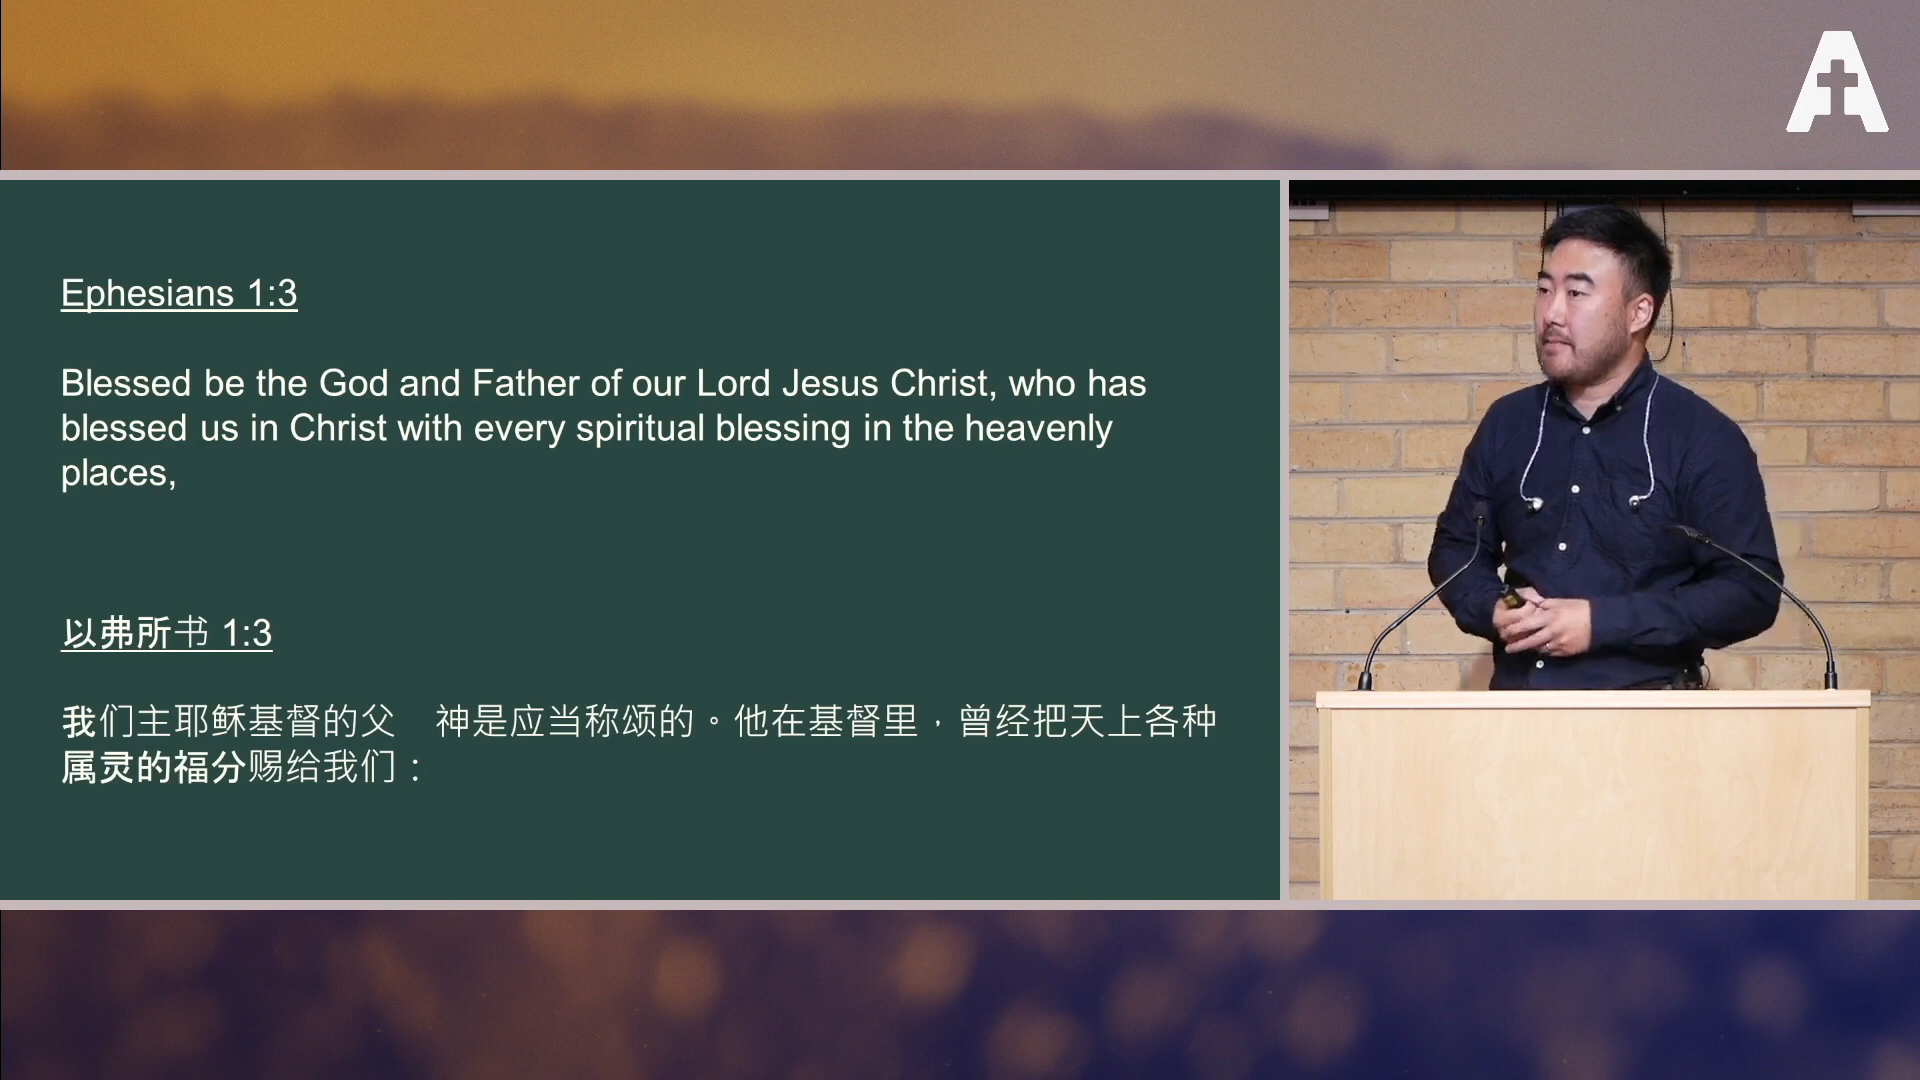 Ephesians 1:3
Blessed be the God and Father of our Lord Jesus Christ, who has
blessed us in Christ with every spiritual blessing in the heavenly
places,
以弗所书 1:3
我们主耶稣基督的父　神是应当称颂的。他在基督里，曾经把天上各种
属灵的福分赐给我们：